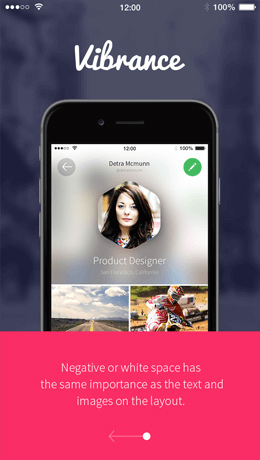 12:00
100%
Vibrance
12:00
100%
Detra Mcmunn
Product Designer
San Francisco, California
Negative or white space has
the same importance as the text and
images on the layout.